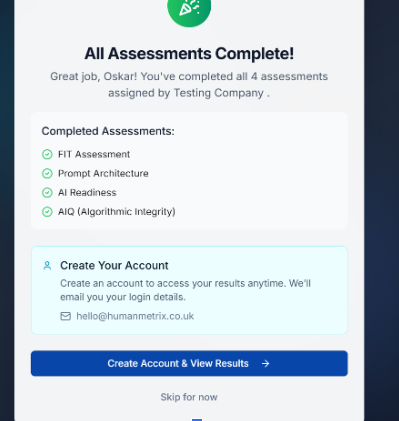 All Assessments Complete!
Great job, Oskar! You've completed all 4 assessments
assigned by Testing Company .
Completed Assessments:
FIT Assessment
Prompt Architecture
AI Readiness
AIQ (Algorithmic Integrity)
Create Your Account
Create an account to access your results anytime. We'll
email you your login details.
hello@humanmetrix.co.uk
Create Account & View Results →
Skip for now